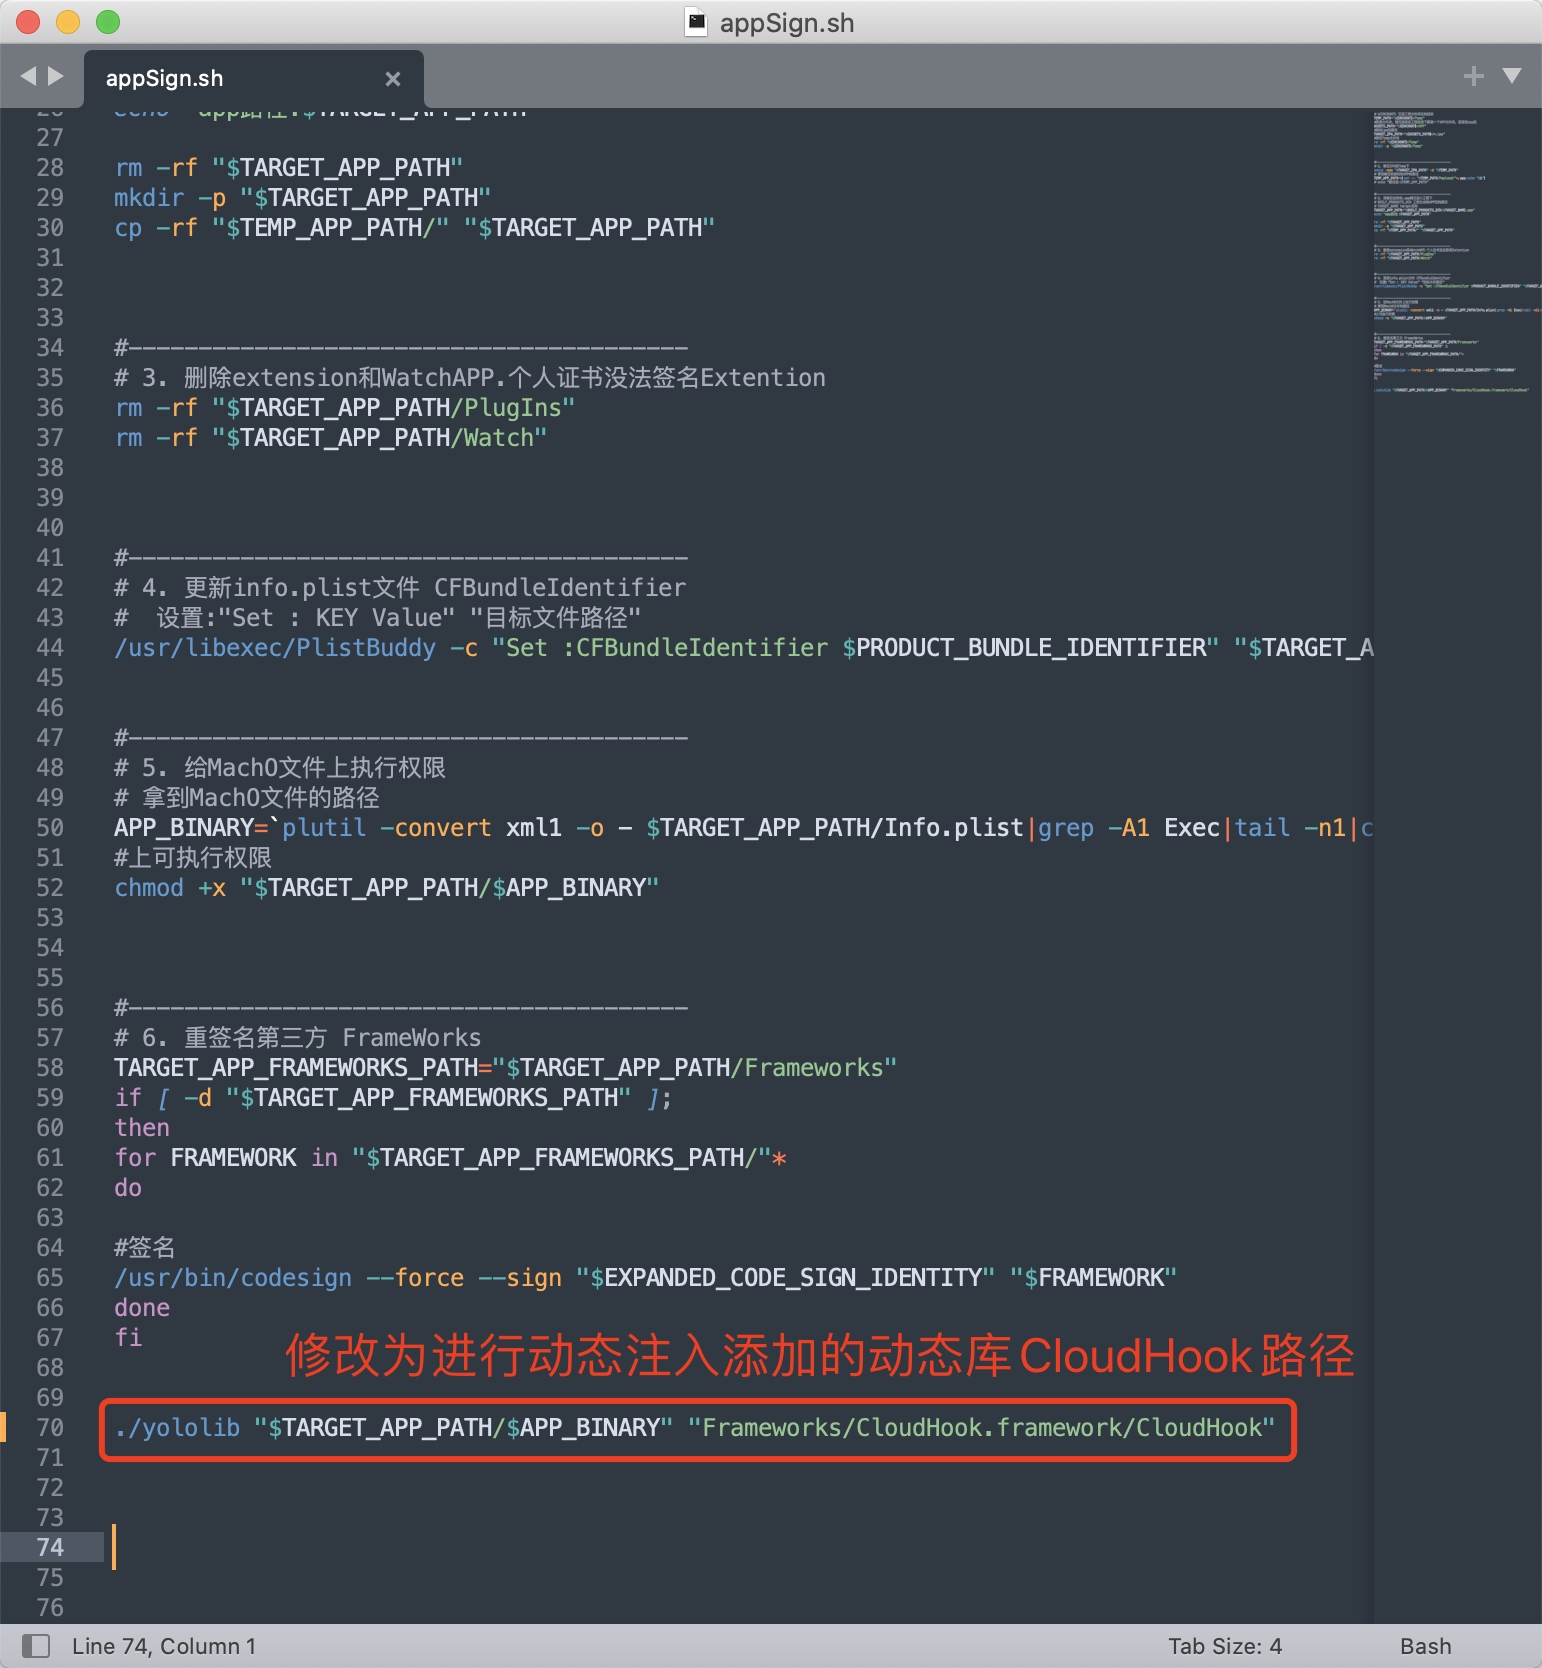 appSign.sh
appSign.sh
27
28 rm -rf "$TARGET_APP_PATH"
29 mkdir -p "$TARGET_APP_PATH"
30 cp -rf "$TEMP_APP_PATH/" "$TARGET_APP_PATH"
31
32
33
34 #----------------------------------------
35 # 3. 删除extension和WatchAPP.个人证书没法签名Extention
36 rm -rf "$TARGET_APP_PATH/PlugIns"
37 rm -rf "$TARGET_APP_PATH/Watch"
38
39
40
41 #----------------------------------------
42 # 4. 更新info.plist文件 CFBundleIdentifier
43 #  设置:"Set : KEY Value" "目标文件路径"
44 /usr/libexec/PlistBuddy -c "Set :CFBundleIdentifier $PRODUCT_BUNDLE_IDENTIFIER" "$TARGET_A
45
46
47 #----------------------------------------
48 # 5. 给MachO文件上执行权限
49 # 拿到MachO文件的路径
50 APP_BINARY=`plutil -convert xml1 -o - $TARGET_APP_PATH/Info.plist|grep -A1 Exec|tail -n1|c
51 #上可执行权限
52 chmod +x "$TARGET_APP_PATH/$APP_BINARY"
53
54
55
56 #----------------------------------------
57 # 6. 重签名第三方 FrameWorks
58 TARGET_APP_FRAMEWORKS_PATH="$TARGET_APP_PATH/Frameworks"
59 if [ -d "$TARGET_APP_FRAMEWORKS_PATH" ];
60 then
61 for FRAMEWORK in "$TARGET_APP_FRAMEWORKS_PATH/"*
62 do
63
64 #签名
65 /usr/bin/codesign --force --sign "$EXPANDED_CODE_SIGN_IDENTITY" "$FRAMEWORK"
66 done
67 fi
修改为进行动态注入添加的动态库CloudHook路径
68
69
70 ./yololib "$TARGET_APP_PATH/$APP_BINARY" "Frameworks/CloudHook.framework/CloudHook"
71
72
73
74
75
76
Line 74, Column 1 Tab Size: 4 Bash